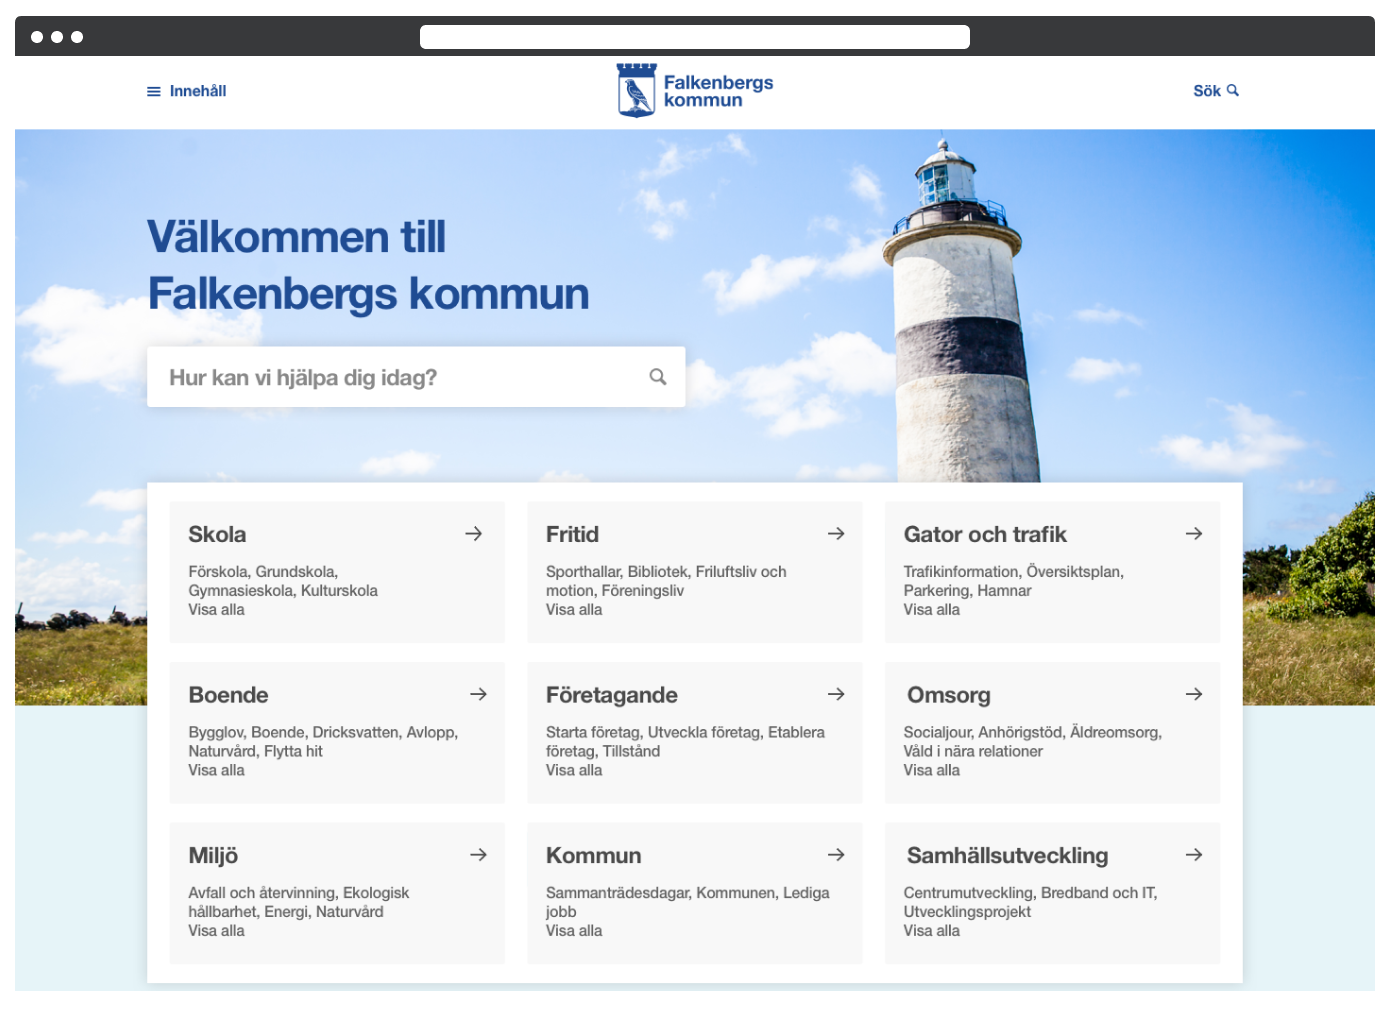 Innehåll
Falkenbergs
kommun
Sök
Välkommen till
Falkenbergs kommun
Hur kan vi hjälpa dig idag?
Skola
Förskola, Grundskola,
Gymnasieskola, Kulturskola
Visa alla
Fritid
Sporthallar, Bibliotek, Friluftsliv och
motion, Föreningsliv
Visa alla
Gator och trafik
Trafikinformation, Översiktsplan,
Parkering, Hamnar
Visa alla
Boende
Bygglov, Boende, Dricksvatten, Avlopp,
Naturvård, Flytta hit
Visa alla
Företagande
Starta företag, Utveckla företag, Etablera
företag, Tillstånd
Visa alla
Omsorg
Socialjour, Anhörigstöd, Äldreomsorg,
Våld i nära relationer
Visa alla
Miljö
Avfall och återvinning, Ekologisk
hållbarhet, Energi, Naturvård
Visa alla
Kommun
Sammanträdesdagar, Kommunen, Lediga
jobb
Visa alla
Samhällsutveckling
Centrumutveckling, Bredband och IT,
Utvecklingsprojekt
Visa alla